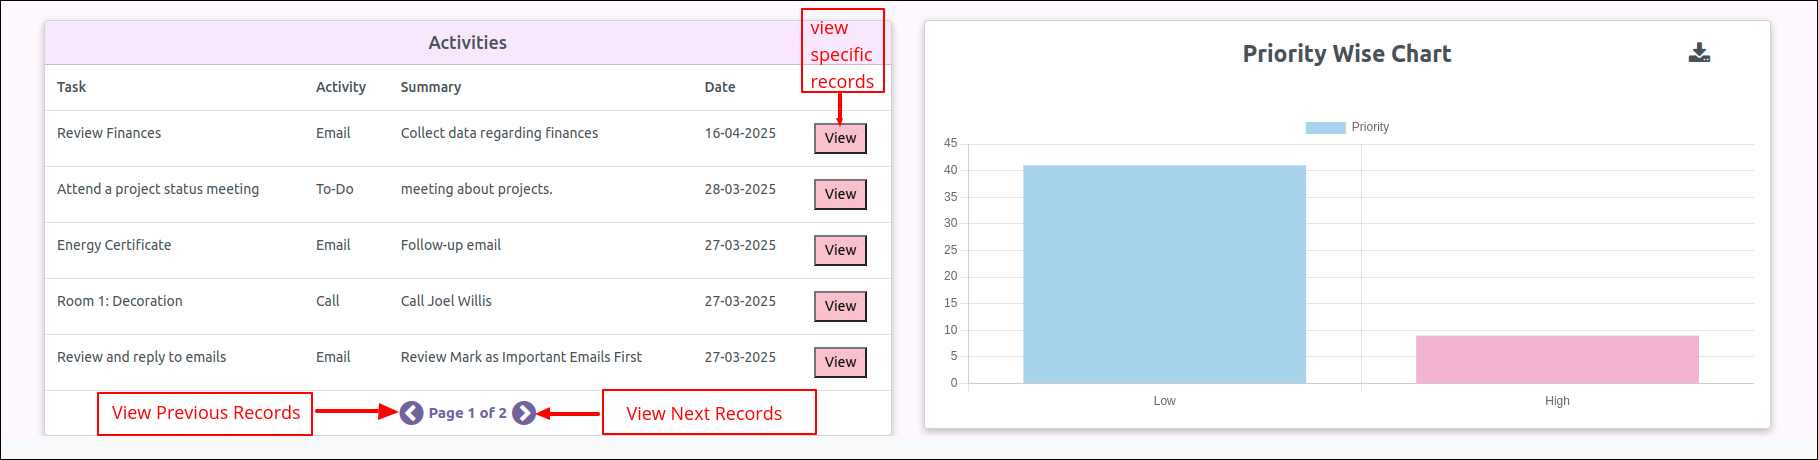 Activities
view
specific
records
Task Activity Summary Date
Review Finances Email Collect data regarding finances 16-04-2025 View
Attend a project status meeting To-Do meeting about projects. 28-03-2025 View
Energy Certificate Email Follow-up email 27-03-2025 View
Room 1: Decoration Call Call Joel Willis 27-03-2025 View
Review and reply to emails Email Review Mark as Important Emails First 27-03-2025 View
View Previous Records Page 1 of 2 View Next Records
Priority Wise Chart
Priority
45
40
35
30
25
20
15
10
5
0
Low High